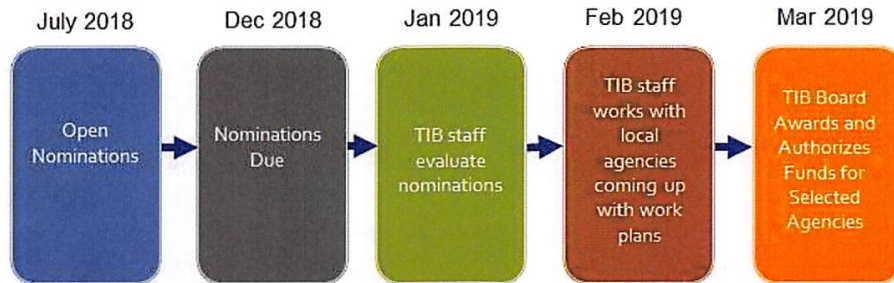 July 2018
Dec 2018
Jan 2019
Feb 2019
Mar 2019
Open
Nominations
Nominations
Due
TIB staff
evaluate
nominations
TIB staff
works with
local
agencies
coming up
with work
plans
TIB Board
Awards and
Authorizes
Funds for
Selected
Agencies